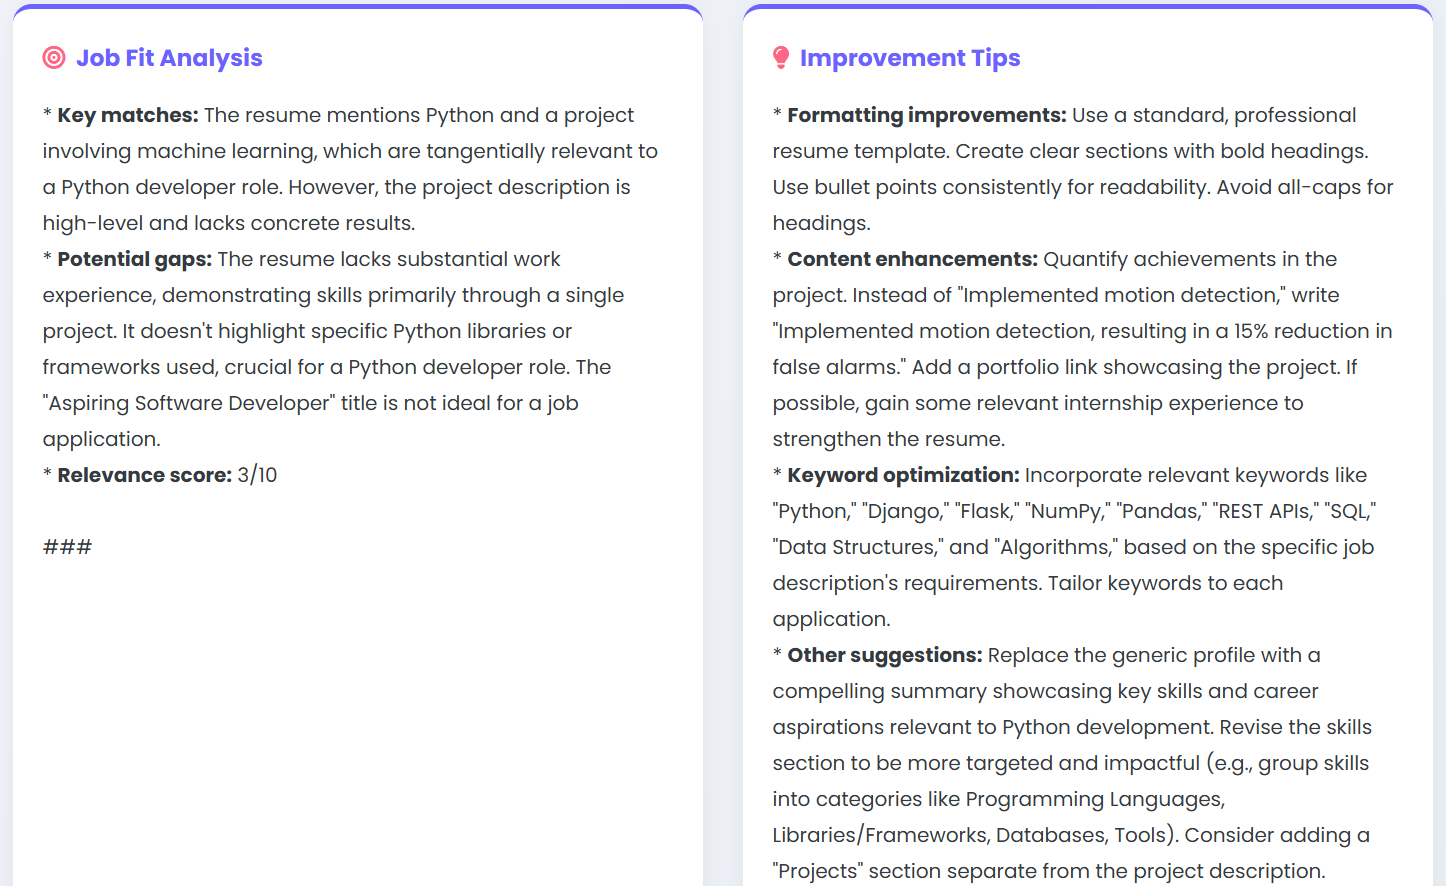 Job Fit Analysis
* Key matches: The resume mentions Python and a project
involving machine learning, which are tangentially relevant to
a Python developer role. However, the project description is
high-level and lacks concrete results.
* Potential gaps: The resume lacks substantial work
experience, demonstrating skills primarily through a single
project. It doesn't highlight specific Python libraries or
frameworks used, crucial for a Python developer role. The
"Aspiring Software Developer" title is not ideal for a job
application.
* Relevance score: 3/10
###
Improvement Tips
* Formatting improvements: Use a standard, professional
resume template. Create clear sections with bold headings.
Use bullet points consistently for readability. Avoid all-caps for
headings.
* Content enhancements: Quantify achievements in the
project. Instead of "Implemented motion detection," write
"Implemented motion detection, resulting in a 15% reduction in
false alarms." Add a portfolio link showcasing the project. If
possible, gain some relevant internship experience to
strengthen the resume.
* Keyword optimization: Incorporate relevant keywords like
"Python," "Django," "Flask," "NumPy," "Pandas," "REST APIs," "SQL,"
"Data Structures," and "Algorithms," based on the specific job
description's requirements. Tailor keywords to each
application.
* Other suggestions: Replace the generic profile with a
compelling summary showcasing key skills and career
aspirations relevant to Python development. Revise the skills
section to be more targeted and impactful (e.g., group skills
into categories like Programming Languages,
Libraries/Frameworks, Databases, Tools). Consider adding a
"Projects" section separate from the project description.